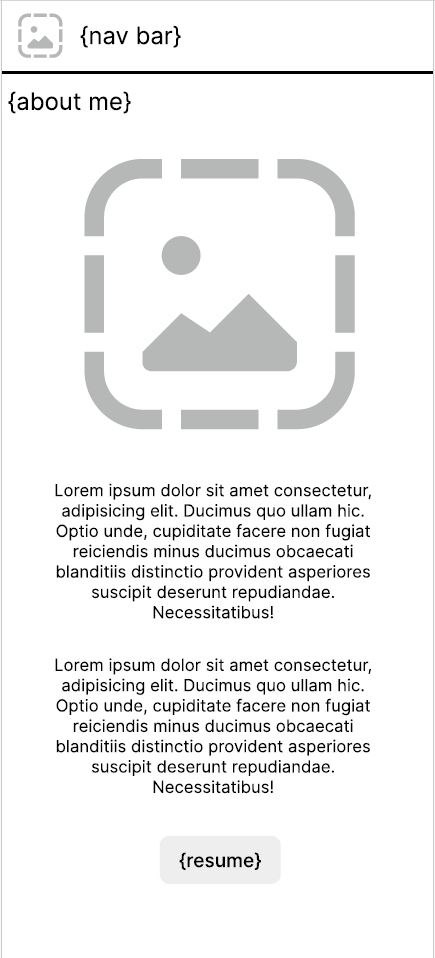 {nav bar}
{about me}
Lorem ipsum dolor sit amet consectetur,
adipisicing elit. Ducimus quo ullam hic.
Optio unde, cupiditate facere non fugiat
reiciendis minus ducimus obcaecati
blanditiis distinctio provident asperiores
suscipit deserunt repudiandae.
Necessitatibus!
Lorem ipsum dolor sit amet consectetur,
adipisicing elit. Ducimus quo ullam hic.
Optio unde, cupiditate facere non fugiat
reiciendis minus ducimus obcaecati
blanditiis distinctio provident asperiores
suscipit deserunt repudiandae.
Necessitatibus!
{resume}